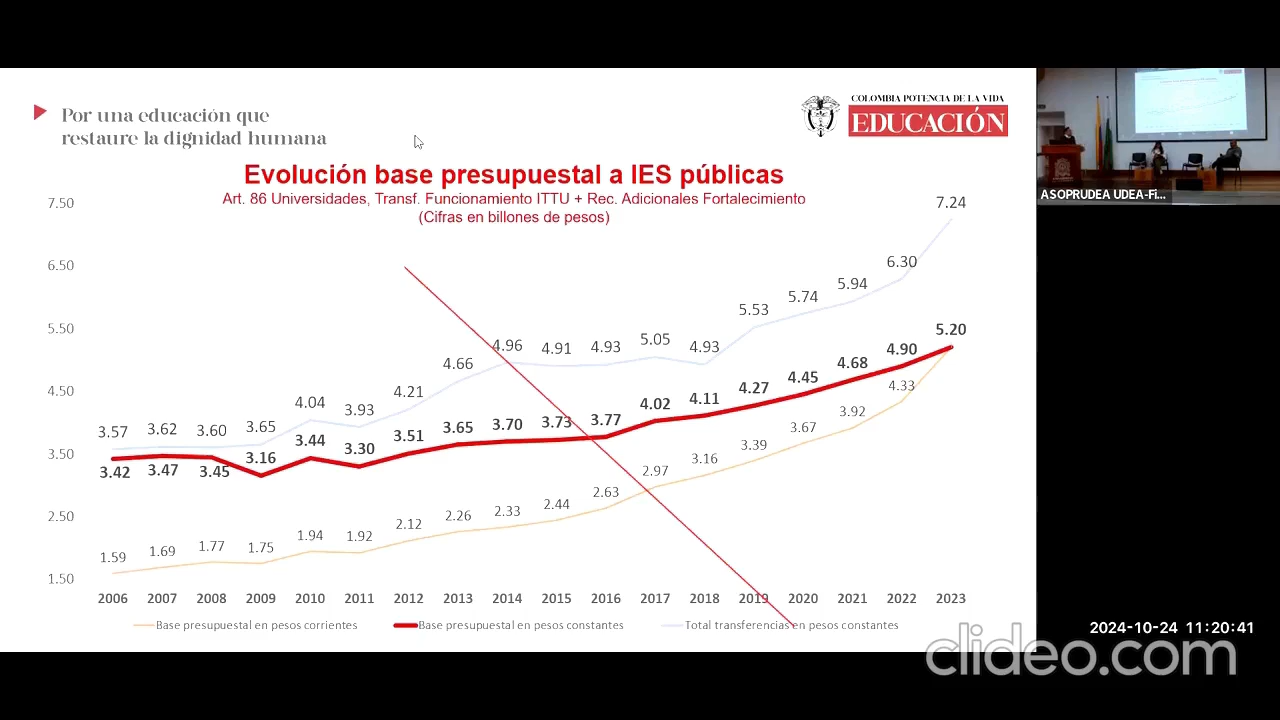 Por una educación que
restaure la dignidad humana
COLOMBIA POTENCIA DE LA VIDA
EDUCACIÓN
Evolución base presupuestal a IES públicas
Art. 86 Universidades, Transf. Funcionamiento ITTU + Rec. Adicionales Fortalecimiento
(Cifras en billones de pesos)
7.50
6.50
5.50
4.50
3.50
2.50
1.50
3.57 3.62 3.60 3.65 4.04 3.93 4.21 4.66 4.96 4.91 4.93 5.05 4.93 5.53 5.74 5.94 6.30 7.24
3.42 3.47 3.45 3.16 3.44 3.30 3.51 3.65 3.70 3.73 3.77 4.02 4.11 4.27 4.45 4.68 4.90 5.20
1.59 1.69 1.77 1.75 1.94 1.92 2.12 2.26 2.33 2.44 2.63 2.97 3.16 3.39 3.67 3.92 4.33
2006 2007 2008 2009 2010 2011 2012 2013 2014 2015 2016 2017 2018 2019 2020 2021 2022 2023
Base presupuestal en pesos corrientes Base presupuestal en pesos constantes Total transferencias en pesos constantes
ASOPRUDEA UDEA-Fi...
2024-10-24 11:20:41
clideo.com